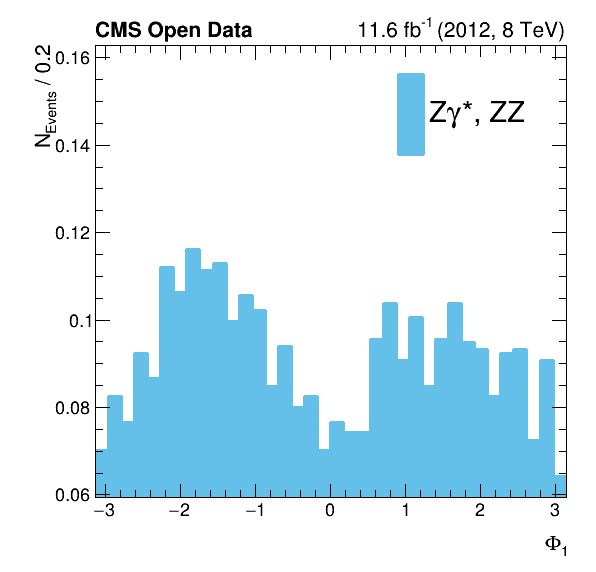 CMS Open Data 11.6 fb⁻¹ (2012, 8 TeV)
N_Events / 0.2
Zγ*, ZZ
0.16
0.14
0.12
0.1
0.08
0.06
−3 −2 −1 0 1 2 3
Φ₁